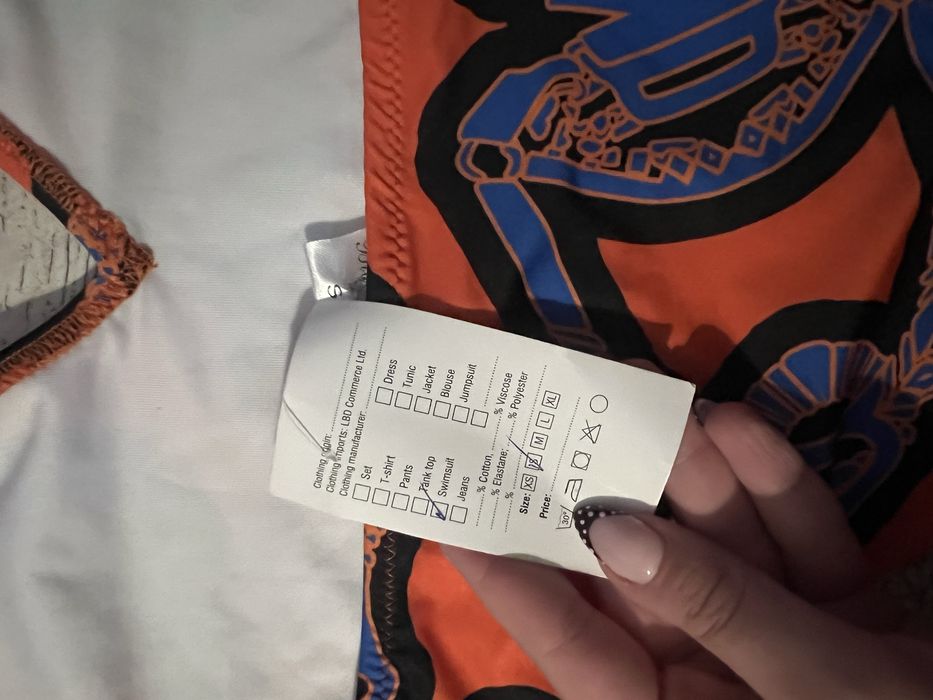 S
Clothing origin: ..........
Clothing imports: LBD Commerce Ltd.
Clothing manufacturer: ..........
Set
T-shirt
Pants
Tank top
Swimsuit
Jeans
Dress
Tunic
Jacket
Blouse
Jumpsuit
..........
.......... % Cotton .......... % Viscose
.......... % Elastane .......... % Polyester
.......... % ..........
Size: XS S M L XL
Price: ..........
30°